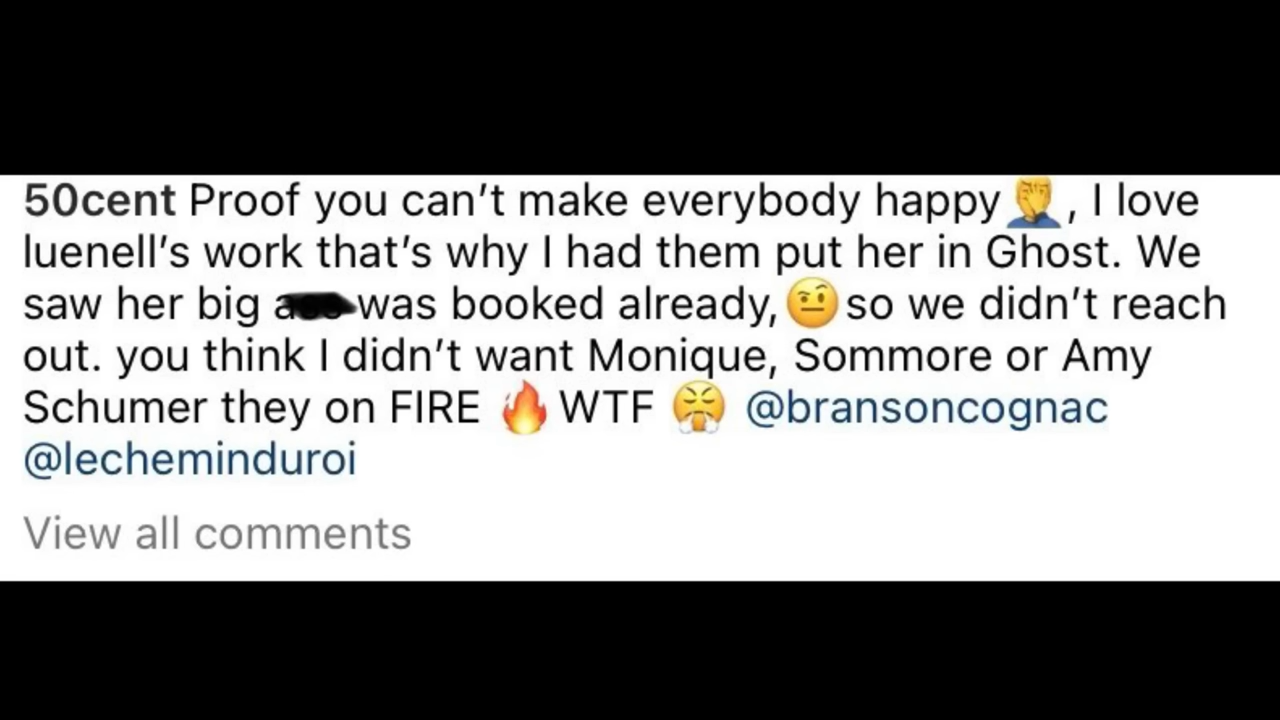 50cent Proof you can't make everybody happy🤦‍♂️, I love
luenell's work that's why I had them put her in Ghost. We
saw her big was booked already,🤨 so we didn't reach
out. you think I didn't want Monique, Sommore or Amy
Schumer they on FIRE 🔥 WTF 😤 @bransoncognac
@lecheminduroi
View all comments